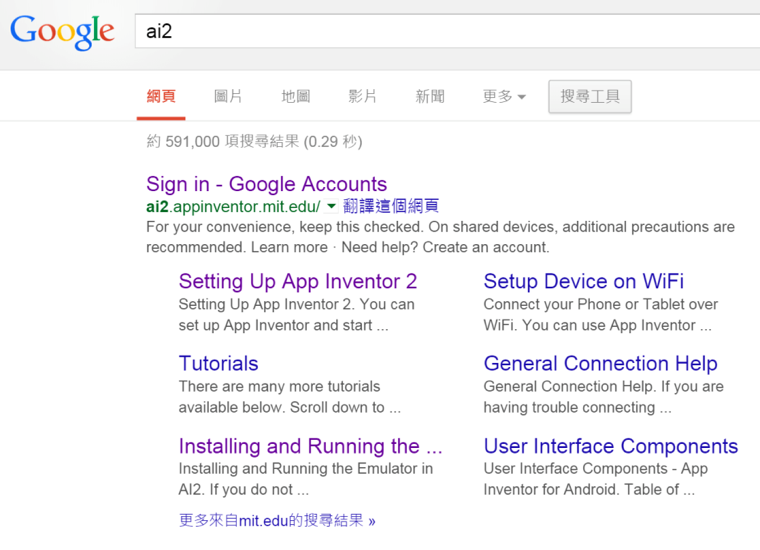 Google ai2
網頁 圖片 地圖 影片 新聞 更多 搜尋工具
約 591,000 項搜尋結果 (0.29 秒)
Sign in - Google Accounts
ai2.appinventor.mit.edu/ 翻譯這個網頁
For your convenience, keep this checked. On shared devices, additional precautions are
recommended. Learn more · Need help? Create an account.
Setting Up App Inventor 2
Setting Up App Inventor 2. You can
set up App Inventor and start ...
Setup Device on WiFi
Connect your Phone or Tablet over
WiFi. You can use App Inventor ...
Tutorials
There are many more tutorials
available below. Scroll down to ...
General Connection Help
General Connection Help. If you are
having trouble connecting ...
Installing and Running the ...
Installing and Running the Emulator in
AI2. If you do not ...
User Interface Components
User Interface Components - App
Inventor for Android. Table of ...
更多來自mit.edu的搜尋結果 »